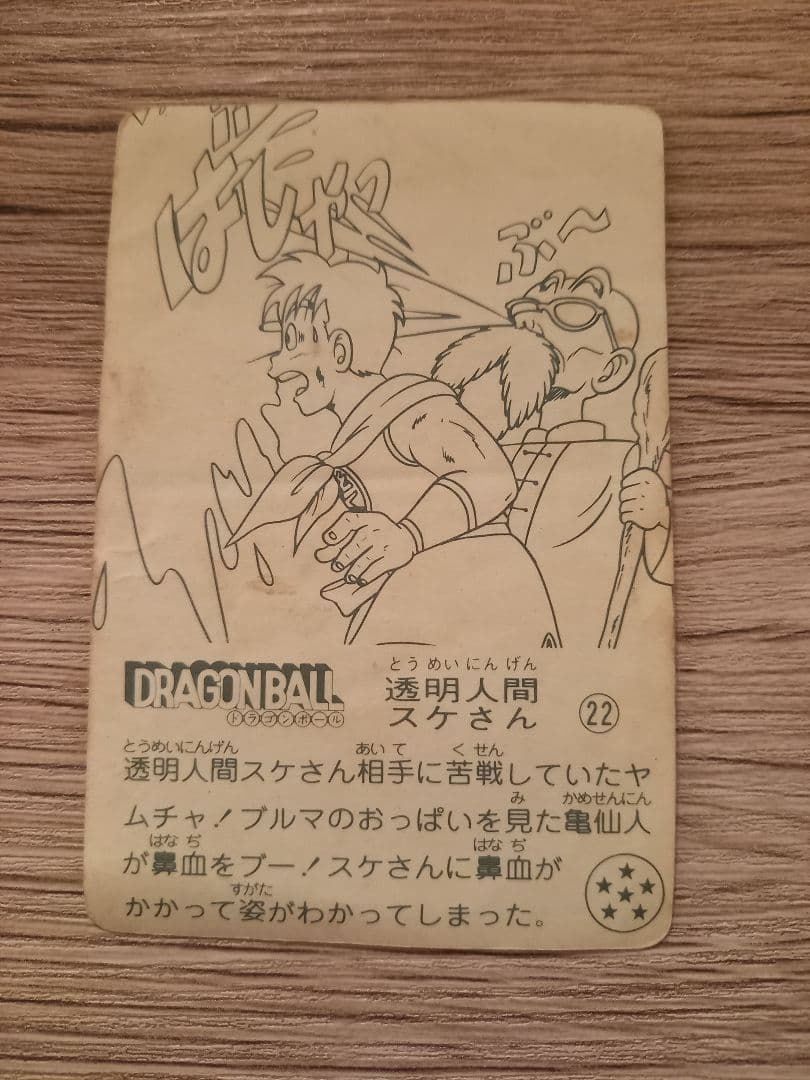 ばしゃっ
ぶ〜
DRAGONBALL
ドラゴンボール
とうめいにんげん
透明人間
スケさん
22
とうめいにんげん あいて くせん
透明人間スケさん相手に苦戦していたヤ
み かめせんにん
ムチャ!ブルマのおっぱいを見た亀仙人
はなぢ はなぢ
が鼻血をブー!スケさんに鼻血が
すがた
かかって姿がわかってしまった。